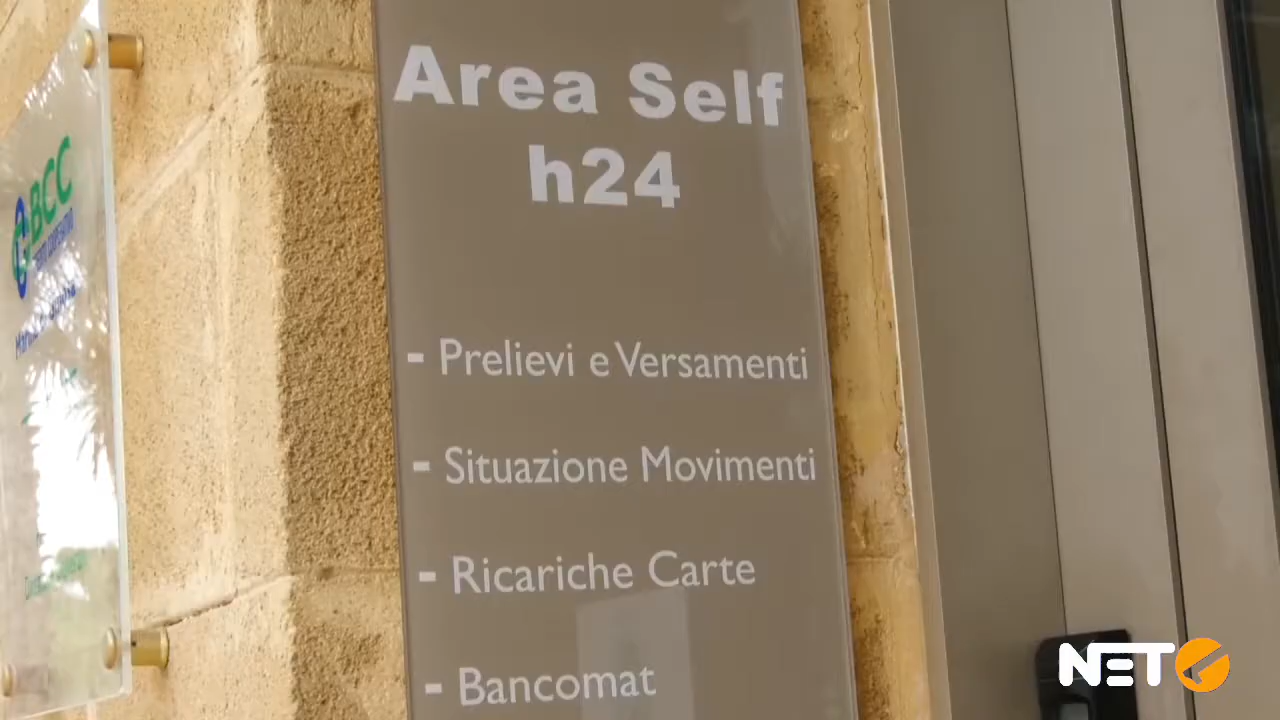 Area Self
h24
- Prelievi e Versamenti
- Situazione Movimenti
- Ricariche Carte
- Bancomat
BCC
NET